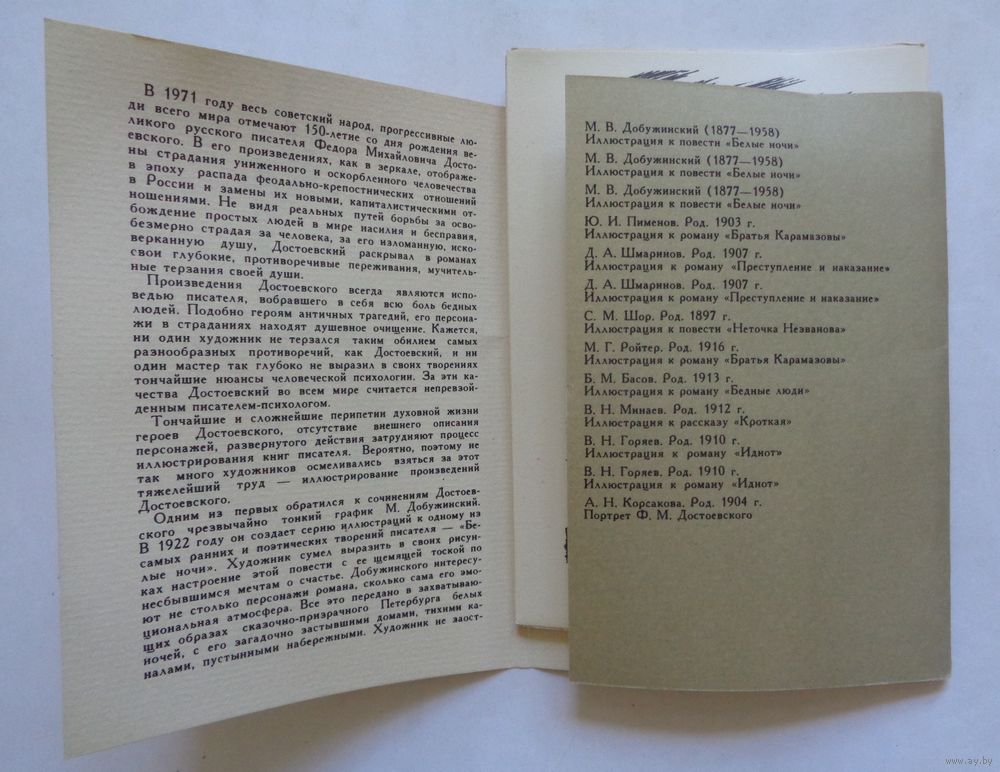 В 1971 году весь советский народ, прогрессивные лю-
ди всего мира отмечают 150-летие со дня рождения ве-
ликого русского писателя Федора Михайловича Досто-
евского. В его произведениях, как в зеркале, отображе-
ны страдания униженного и оскорбленного человечества
в эпоху распада феодально-крепостнических отношений
в России и замены их новыми, капиталистическими от-
ношениями. Не видя реальных путей борьбы за осво-
бождение простых людей в мире насилия и бесправия,
безмерно страдая за человека, за его изломанную, иско-
верканную душу, Достоевский раскрывал в романах
свои глубокие, противоречивые переживания, мучитель-
ные терзания своей души.
Произведения Достоевского всегда являются испо-
ведью писателя, вобравшего в себя всю боль бедных
людей. Подобно героям античных трагедий, его персона-
жи в страданиях находят душевное очищение. Кажется,
ни один художник не терзался таким обилием самых
разнообразных противоречий, как Достоевский, и ни
один мастер так глубоко не выразил в своих творениях
тончайшие нюансы человеческой психологии. За эти ка-
чества Достоевский во всем мире считается непревзой-
денным писателем-психологом.
Тончайшие и сложнейшие перипетии духовной жизни
героев Достоевского, отсутствие внешнего описания
персонажей, развернутого действия затрудняют процесс
иллюстрирования книг писателя. Вероятно, поэтому не
так много художников осмеливались взяться за этот
тяжелейший труд — иллюстрирование произведений
Достоевского.
Одним из первых обратился к сочинениям Достоев-
ского чрезвычайно тонкий график М. Добужинский.
В 1922 году он создает серию иллюстраций к одному из
самых ранних и поэтических творений писателя — «Бе-
лые ночи». Художник сумел выразить в своих рисун-
ках настроение этой повести с ее щемящей тоской по
несбывшимся мечтам о счастье. Добужинского интересу-
ют не столько персонажи романа, сколько сама его эмо-
циональная атмосфера. Все это передано в захватываю-
щих образах сказочно-призрачного Петербурга белых
ночей, с его загадочно застывшими домами, тихими ка-
налами, пустынными набережными. Художник не заост-
М. В. Добужинский (1877—1958)
Иллюстрация к повести «Белые ночи»
М. В. Добужинский (1877—1958)
Иллюстрация к повести «Белые ночи»
М. В. Добужинский (1877—1958)
Иллюстрация к повести «Белые ночи»
Ю. И. Пименов. Род. 1903 г.
Иллюстрация к роману «Братья Карамазовы»
Д. А. Шмаринов. Род. 1907 г.
Иллюстрация к роману «Преступление и наказание»
Д. А. Шмаринов. Род. 1907 г.
Иллюстрация к роману «Преступление и наказание»
С. М. Шор. Род. 1897 г.
Иллюстрация к повести «Неточка Незванова»
М. Г. Ройтер. Род. 1916 г.
Иллюстрация к роману «Братья Карамазовы»
Б. М. Басов. Род. 1913 г.
Иллюстрация к роману «Бедные люди»
В. Н. Минаев. Род. 1912 г.
Иллюстрация к рассказу «Кроткая»
В. Н. Горяев. Род. 1910 г.
Иллюстрация к роману «Идиот»
В. Н. Горяев. Род. 1910 г.
Иллюстрация к роману «Идиот»
А. Н. Корсакова. Род. 1904 г.
Портрет Ф. М. Достоевского
www.ay.by